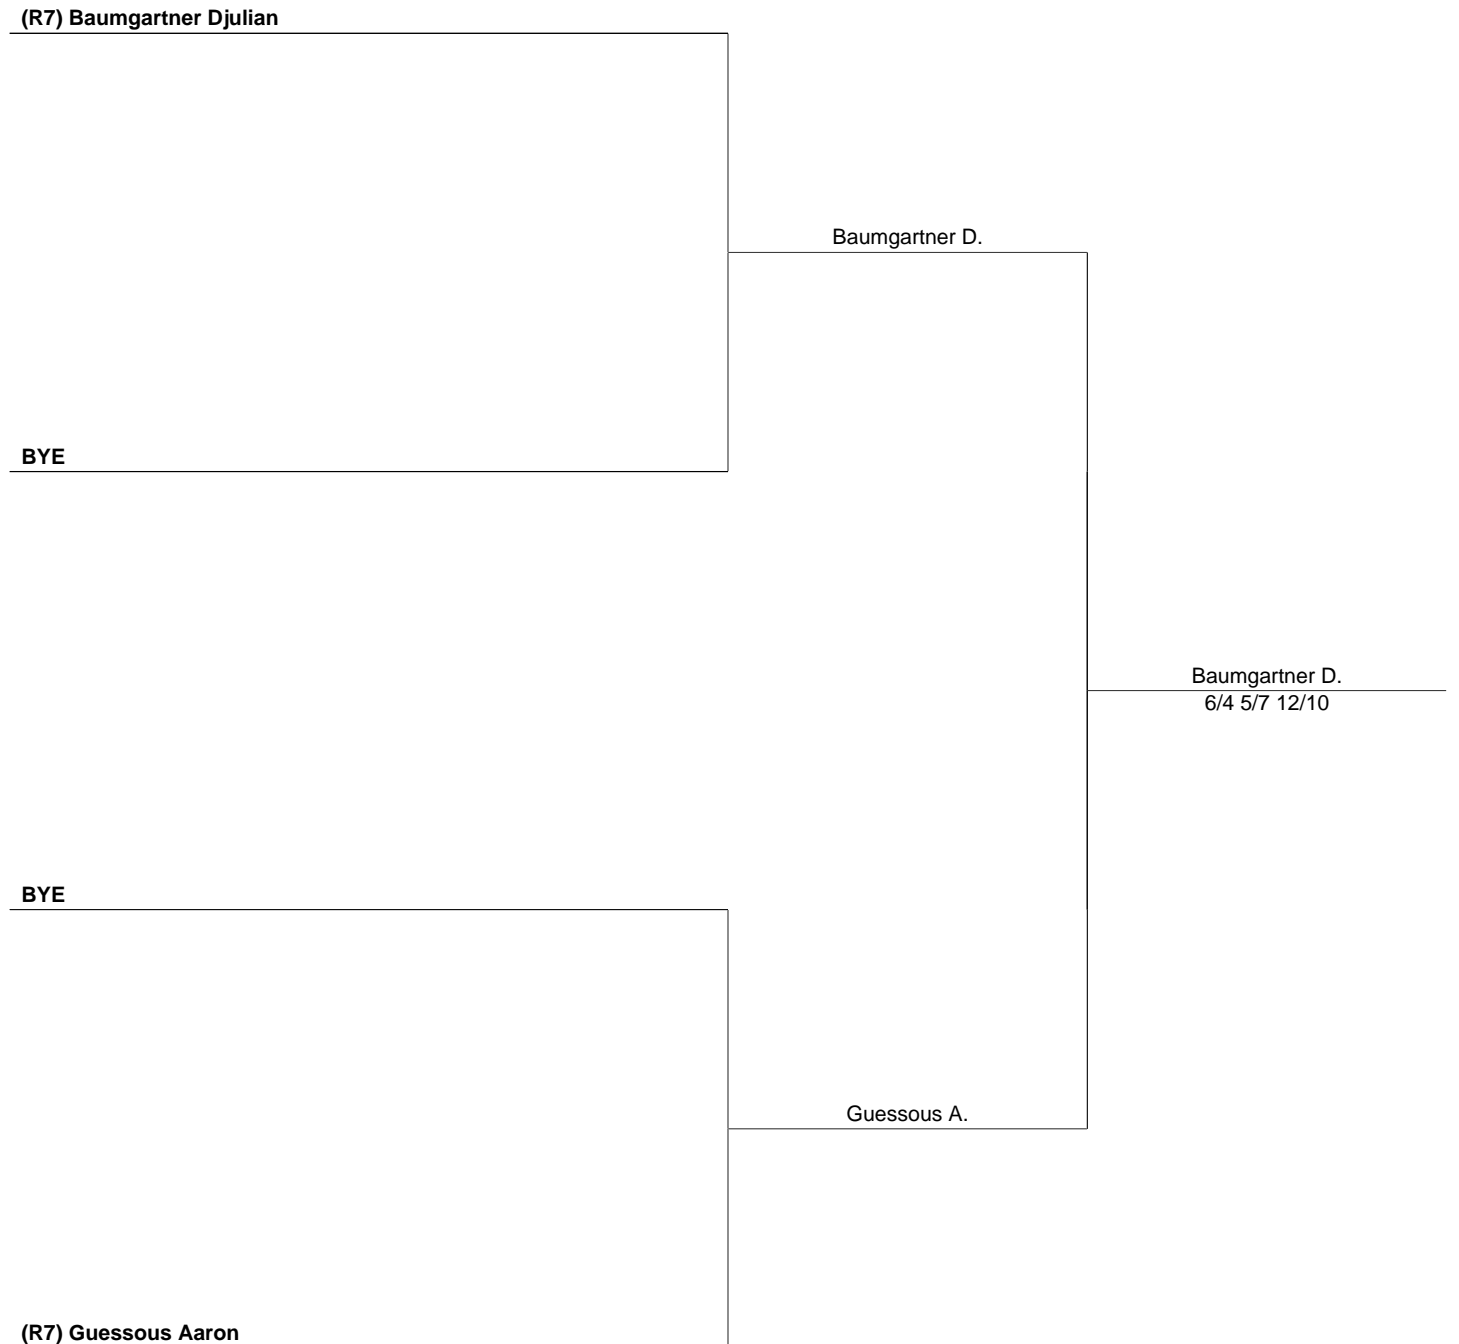 (R7) Baumgartner Djulian
Baumgartner D.
BYE
Baumgartner D.
6/4 5/7 12/10
BYE
Guessous A.
(R7) Guessous Aaron